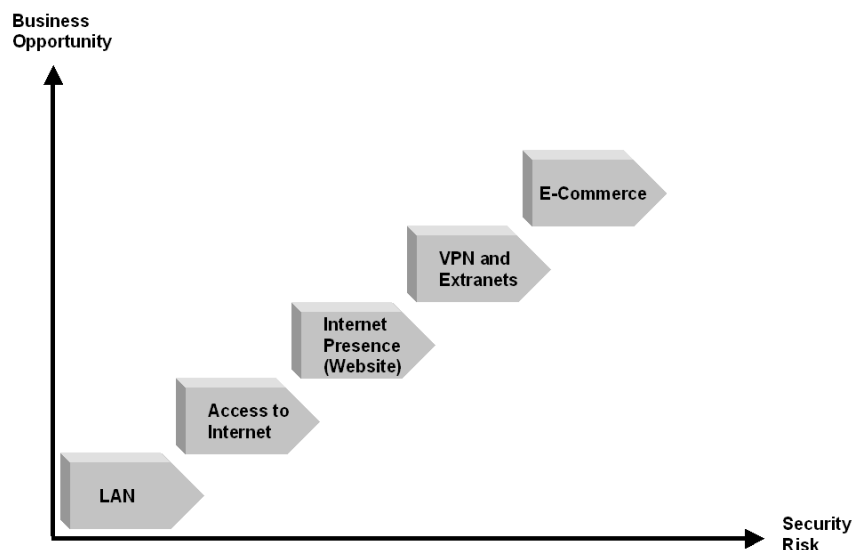 Business
Opportunity
E-Commerce
VPN and
Extranets
Internet
Presence
(Website)
Access to
Internet
LAN
Security
Risk